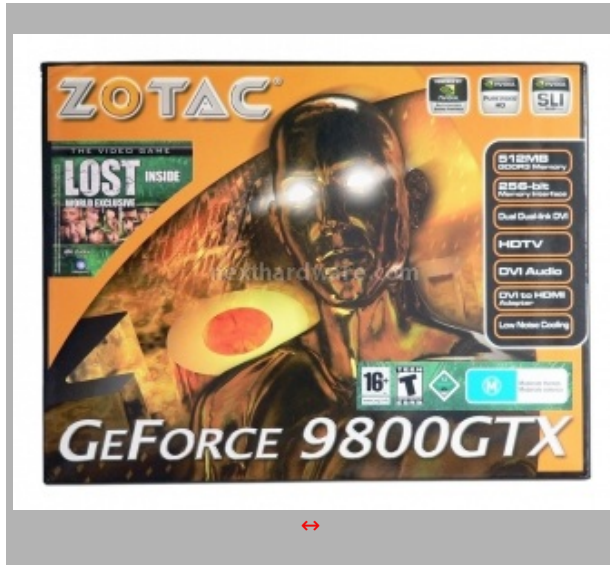 ZOTAC®
NVIDIA
SLI
THE VIDEO GAME
LOST INSIDE
WORLD EXCLUSIVE
512MB
GDDR3 Memory
256-bit
Memory Interface
Dual Dual-link DVI
HDTV
DVI Audio
DVI to HDMI
Adapter
Low Noise Cooling
nexthardware.com
16+
TEEN
T
M
GEFORCE 9800GTX